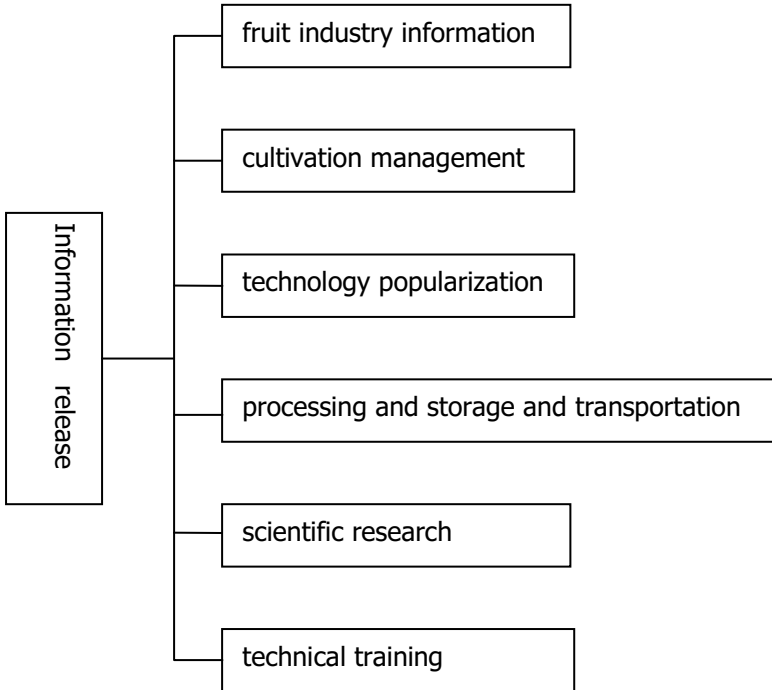 fruit industry information
cultivation management
Information release
technology popularization
processing and storage and transportation
scientific research
technical training